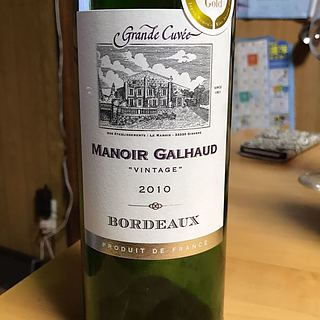 Gold
Grande Cuvée
MANOIR GALHAUD
"VINTAGE"
2010
BORDEAUX
PRODUIT DE FRANCE